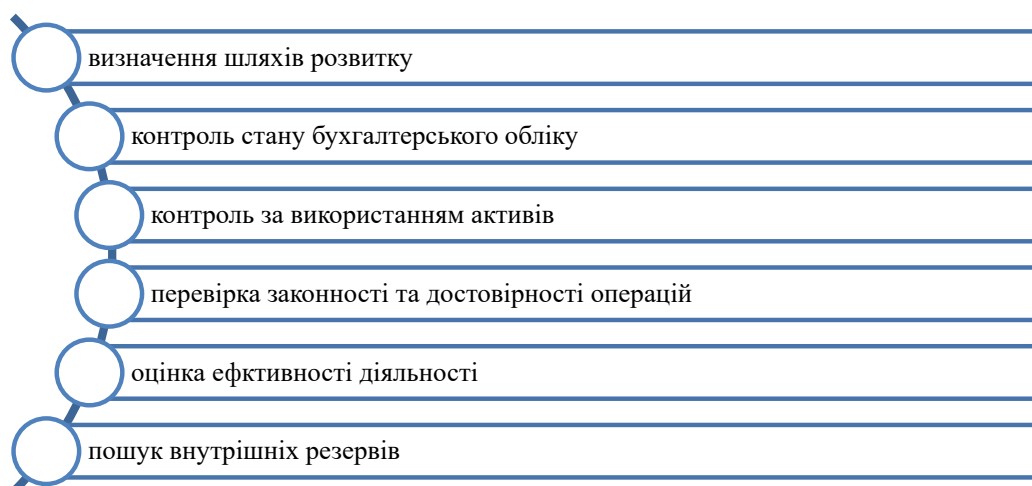 визначення шляхів розвитку
контроль стану бухгалтерського обліку
контроль за використанням активів
перевірка законності та достовірності операцій
оцінка ефктивності діяльності
пошук внутрішніх резервів